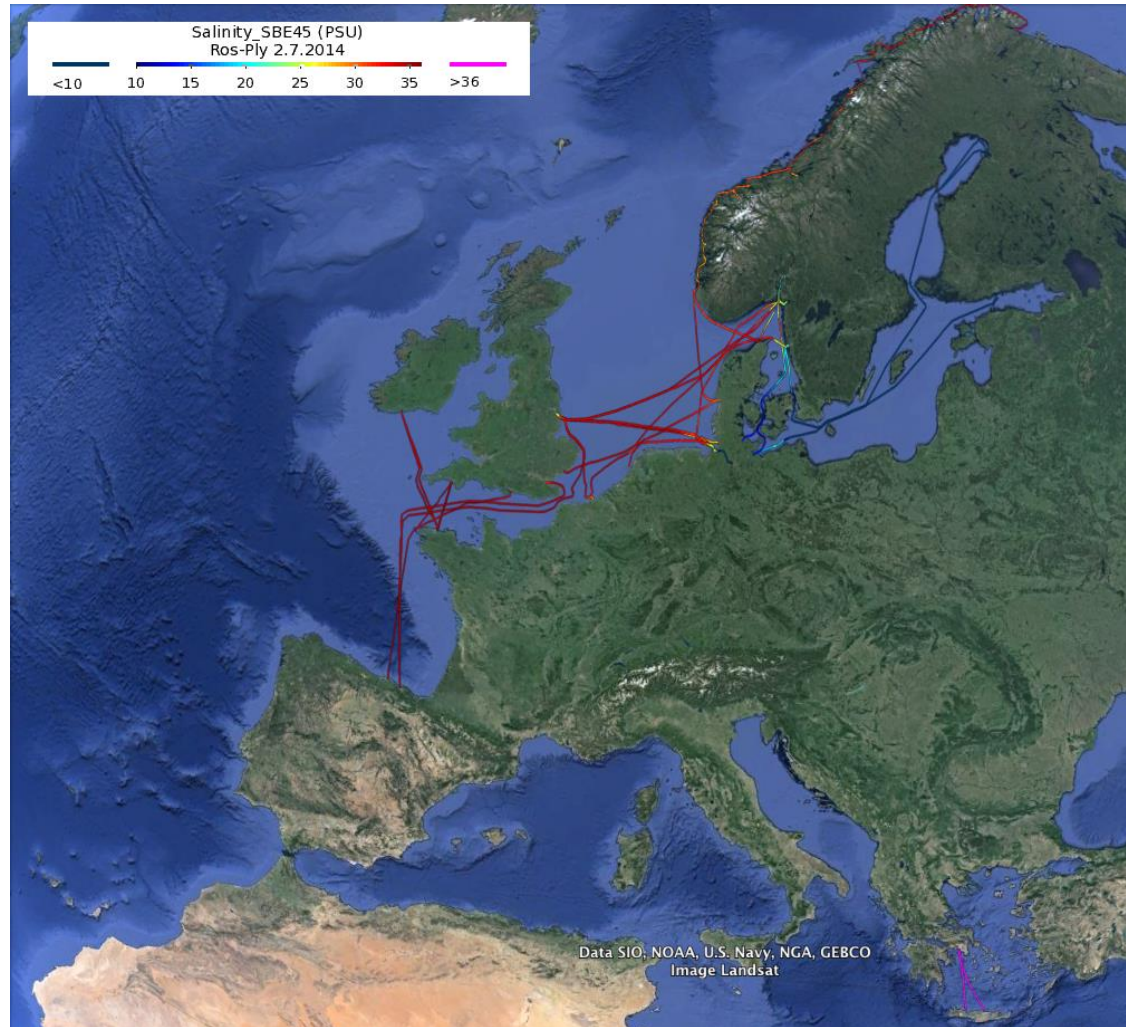 Salinity_SBE45 (PSU)
Ros-Ply 2.7.2014
<10 10 15 20 25 30 35 >36
Data SIO, NOAA, U.S. Navy, NGA, GEBCO
Image Landsat